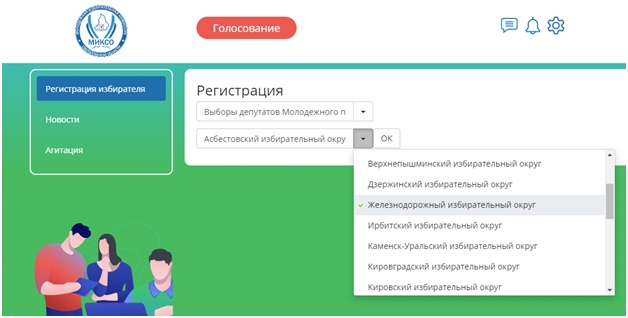 МИКСО
Голосование
Регистрация избирателя
Новости
Агитация
Регистрация
Выборы депутатов Молодежного п
Асбестовский избирательный окру
OK
Верхнепышминский избирательный округ
Дзержинский избирательный округ
Железнодорожный избирательный округ
Ирбитский избирательный округ
Каменск-Уральский избирательный округ
Кировградский избирательный округ
Кировский избирательный округ